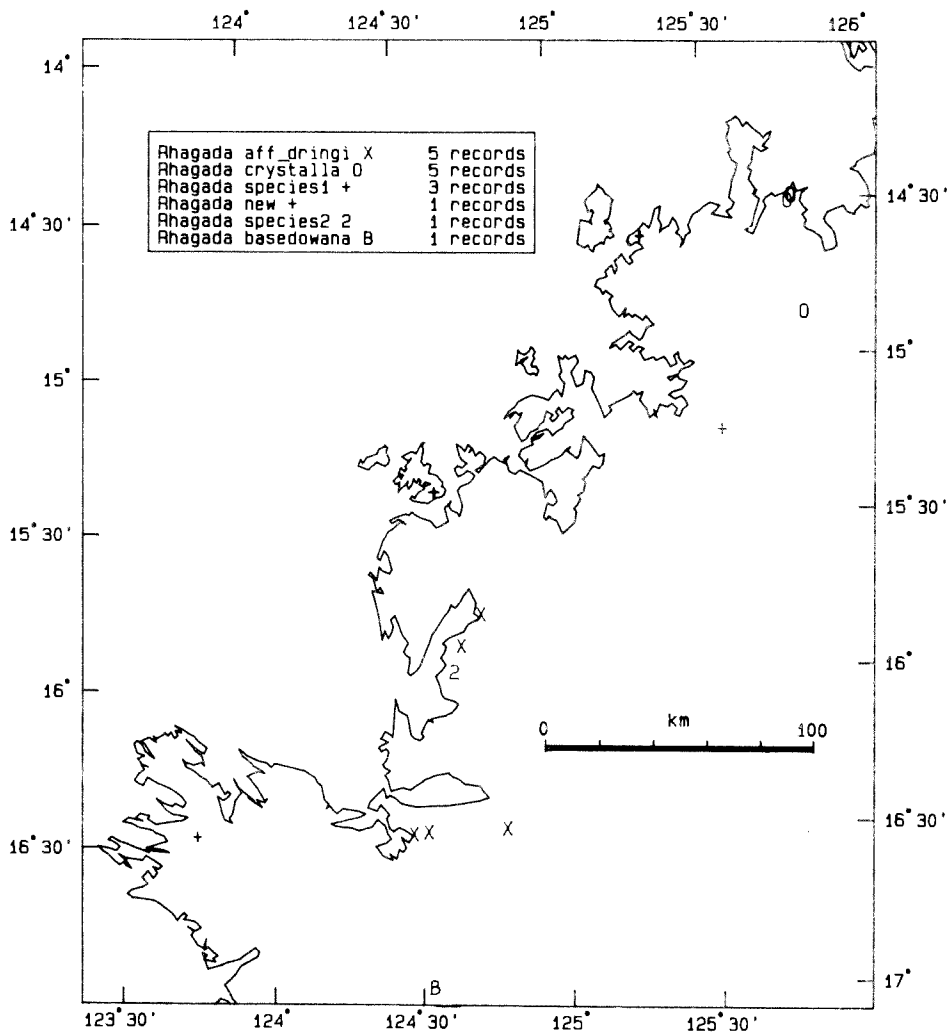 124° 124° 30' 125° 125° 30' 126°
14°
Rhagada aff_dringi X 5 records
Rhagada crystalla O 5 records
Rhagada species1 + 3 records
Rhagada new + 1 records
Rhagada species2 2 1 records
Rhagada basedowana B 1 records
14° 30'
14° 30'
O
O
+
15°
15°
+
15° 30'
+
15° 30'
X
X
2
16°
16°
0 km 100
+
X X X
16° 30'
16° 30'
B
17°
123° 30' 124° 124° 30' 125° 125° 30'